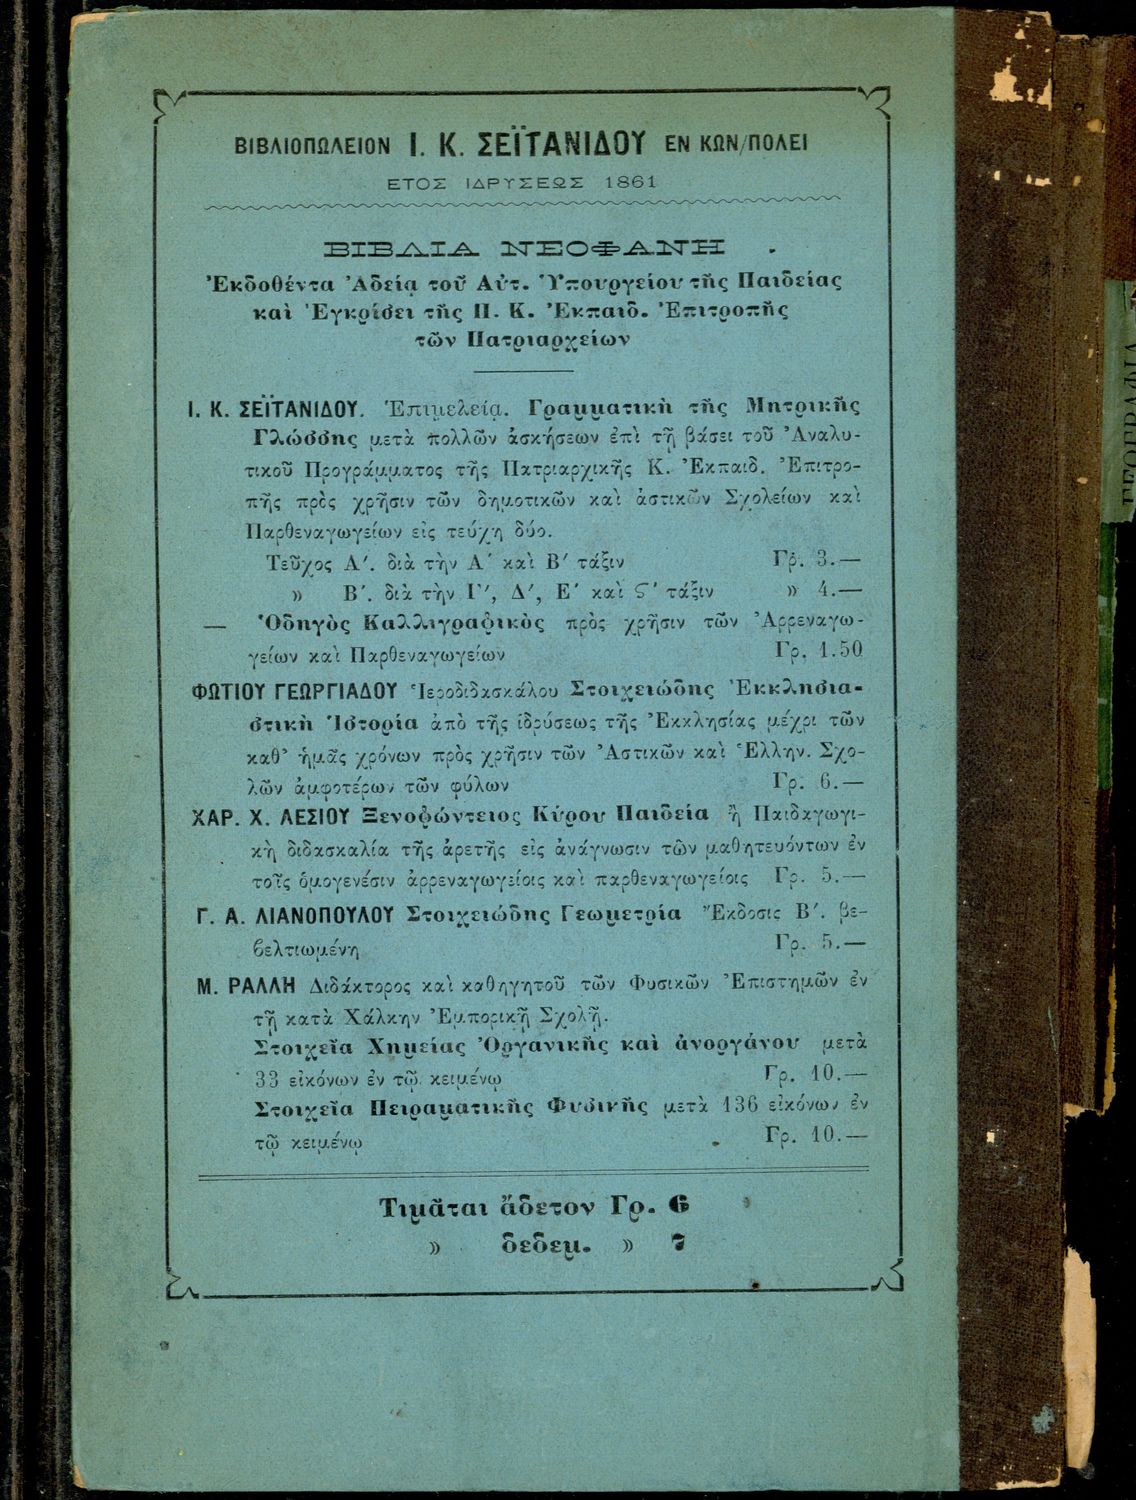 ΒΙΒΛΙΟΠΩΛΕΙΟΝ Ι. Κ. ΣΕΪΤΑΝΙΔΟΥ ΕΝ ΚΩΝ/ΠΟΛΕΙ
ΕΤΟΣ ΙΔΡΥΣΕΩΣ 1861
ΒΙΒΛΙΑ ΝΕΟΦΑΝΗ
Ἐκδοθέντα Ἀδείᾳ τοῦ Αὐτ. Ὑπουργείου τῆς Παιδείας
καὶ Ἐγκρίσει τῆς Π. Κ. Ἐκπαιδ. Ἐπιτροπῆς
τῶν Πατριαρχείων
Ι. Κ. ΣΕΪΤΑΝΙΔΟΥ. Ἐπιμελείᾳ. Γραμματικὴ τῆς Μητρικῆς
Γλώσσης μετὰ πολλῶν ἀσκήσεων ἐπὶ τῇ βάσει τοῦ Ἀναλυ-
τικοῦ Προγράμματος τῆς Πατριαρχικῆς Κ. Ἐκπαιδ. Ἐπιτρο-
πῆς πρὸς χρῆσιν τῶν δημοτικῶν καὶ ἀστικῶν Σχολείων καὶ
Παρθεναγωγείων εἰς τεύχη δύο.
Τεῦχος Α΄. διὰ τὴν Α΄ καὶ Β΄ τάξιν Γρ. 3.—
» Β΄. διὰ τὴν Γ΄, Δ΄, Ε΄ καὶ Ϛ΄ τάξιν » 4.—
— Ὁδηγὸς Καλλιγραφικὸς πρὸς χρῆσιν τῶν Ἀρρεναγω-
γείων καὶ Παρθεναγωγείων Γρ. 1.50
ΦΩΤΙΟΥ ΓΕΩΡΓΙΑΔΟΥ Ἱεροδιδασκάλου Στοιχειώδης Ἐκκλησια-
στικὴ Ἱστορία ἀπὸ τῆς ἱδρύσεως τῆς Ἐκκλησίας μέχρι τῶν
καθ᾽ ἡμᾶς χρόνων πρὸς χρῆσιν τῶν Ἀστικῶν καὶ Ἑλλην. Σχο-
λῶν ἀμφοτέρων τῶν φύλων Γρ. 6.—
ΧΑΡ. Χ. ΛΕΣΙΟΥ Ξενοφώντειος Κύρου Παιδεία ἢ Παιδαγωγι-
κὴ διδασκαλία τῆς ἀρετῆς εἰς ἀνάγνωσιν τῶν μαθητευόντων ἐν
τοῖς ὁμογενέσιν ἀρρεναγωγείοις καὶ παρθεναγωγείοις Γρ. 5.—
Γ. Α. ΛΙΑΝΟΠΟΥΛΟΥ Στοιχειώδης Γεωμετρία Ἔκδοσις Β΄. βε-
βελτιωμένη Γρ. 5.—
Μ. ΡΑΛΛΗ Διδάκτορος καὶ καθηγητοῦ τῶν Φυσικῶν Ἐπιστημῶν ἐν
τῇ κατὰ Χάλκην Ἐμπορικῇ Σχολῇ.
Στοιχεῖα Χημείας Ὀργανικῆς καὶ ἀνοργάνου μετὰ
33 εἰκόνων ἐν τῷ κειμένῳ Γρ. 10.—
Στοιχεῖα Πειραματικῆς Φυσικῆς μετὰ 136 εἰκόνων ἐν
τῷ κειμένῳ Γρ. 10.—
Τιμᾶται ἄδετον Γρ. 6
» δεδεμ. » 7
ΓΕΩΓΡΑΦΙΑ